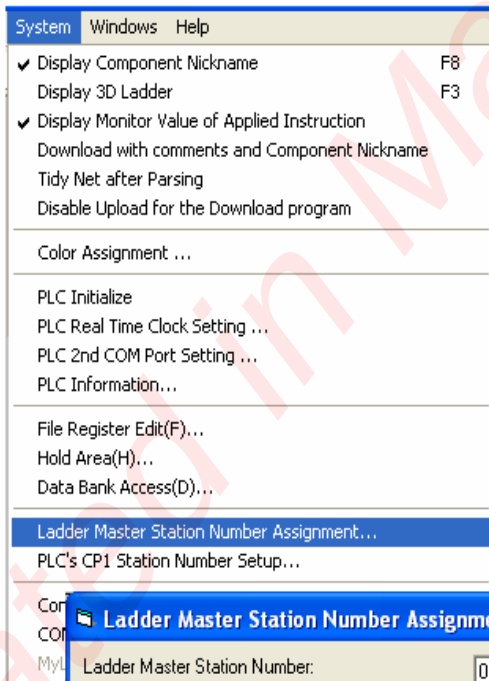 System Windows Help
Display Component Nickname F8
Display 3D Ladder F3
Display Monitor Value of Applied Instruction
Download with comments and Component Nickname
Tidy Net after Parsing
Disable Upload for the Download program
Color Assignment ...
PLC Initialize
PLC Real Time Clock Setting ...
PLC 2nd COM Port Setting ...
PLC Information...
File Register Edit(F)...
Hold Area(H)...
Data Bank Access(D)...
Ladder Master Station Number Assignment...
PLC's CP1 Station Number Setup...
Ladder Master Station Number Assignme
Ladder Master Station Number: 0